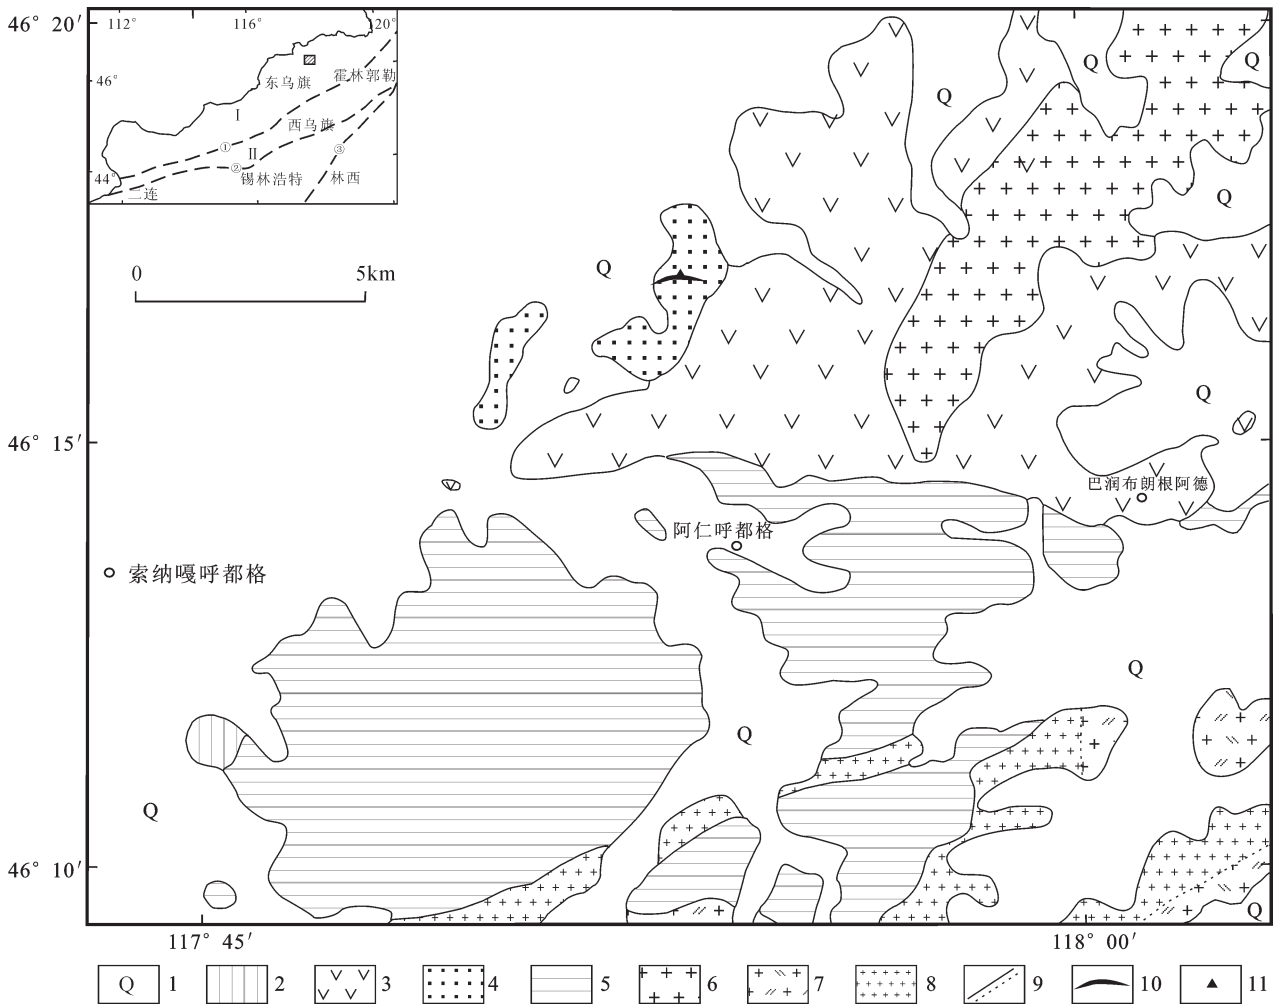 46° 20′
112° 116° 120°
46°
东乌旗 霍林郭勒
I
西乌旗
① II ③
②
44° 锡林浩特 林西
二连
0 5km
Q
Q
Q
Q
Q
Q
46° 15′
巴润布朗根阿德
阿仁呼都格
索纳嘎呼都格
Q
Q
Q
46° 10′
Q
117° 45′ 118° 00′
Q 1 2 3 4 5 6 7 8 9 10 11